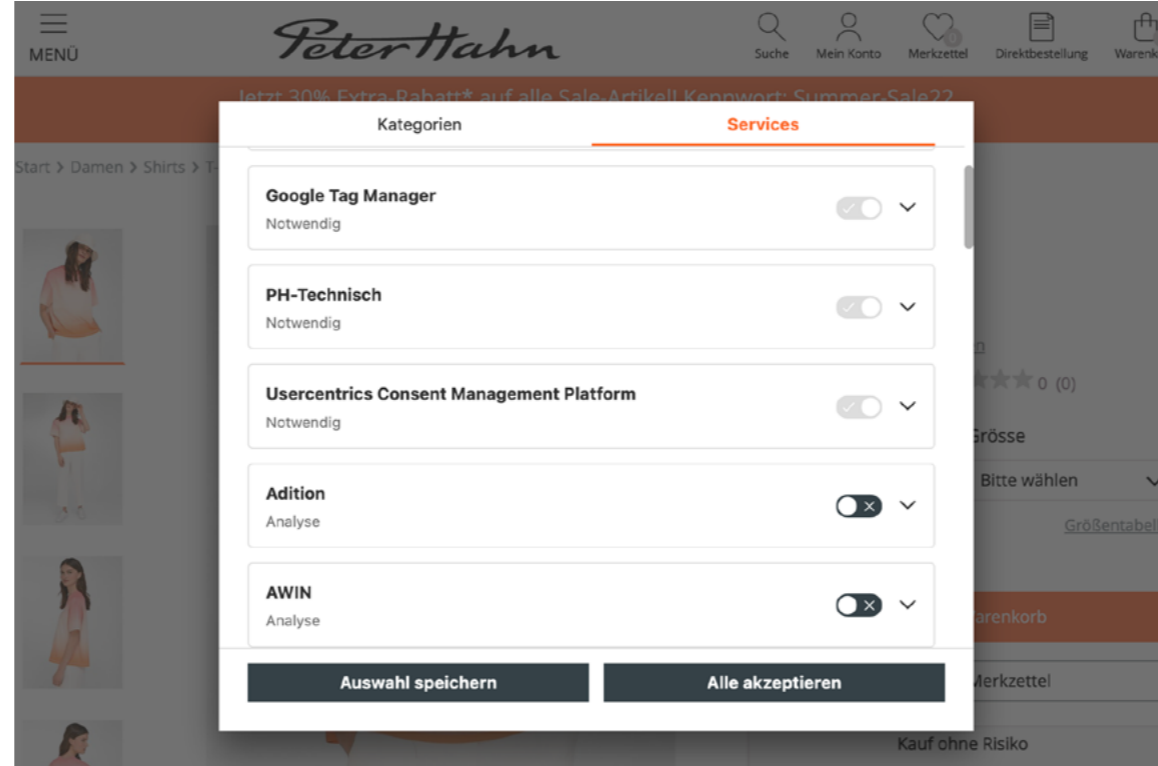 MENÜ
Peter Hahn
Suche
Mein Konto
Merkzettel
0
Direktbestellung
Jetzt 30% Extra-Rabatt* auf alle Sale-Artikel! Kennwort: Summer-Sale22
Start > Damen > Shirts >
Kategorien
Services
Google Tag Manager
Notwendig
PH-Technisch
Notwendig
Usercentrics Consent Management Platform
Notwendig
Adition
Analyse
AWIN
Analyse
Auswahl speichern
Alle akzeptieren
0 (0)
Grösse
Bitte wählen
Merkzettel
Kauf ohne Risiko